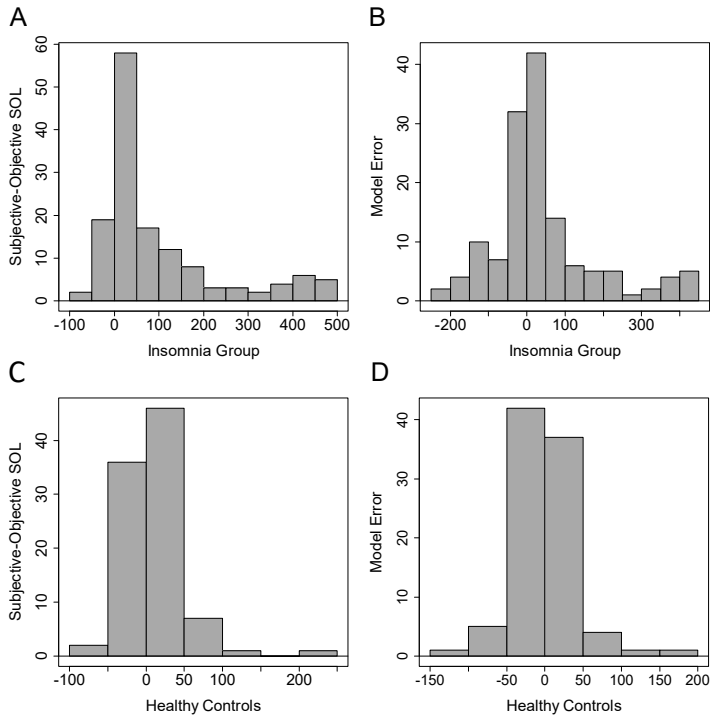 A
Subjective-Objective SOL
0 10 20 30 40 50 60
-100 0 100 200 300 400 500
Insomnia Group
B
Model Error
0 10 20 30 40
-200 0 100 300
Insomnia Group
C
Subjective-Objective SOL
0 10 20 30 40
-100 0 50 100 200
Healthy Controls
D
Model Error
0 10 20 30 40
-150 -50 0 50 100 150 200
Healthy Controls